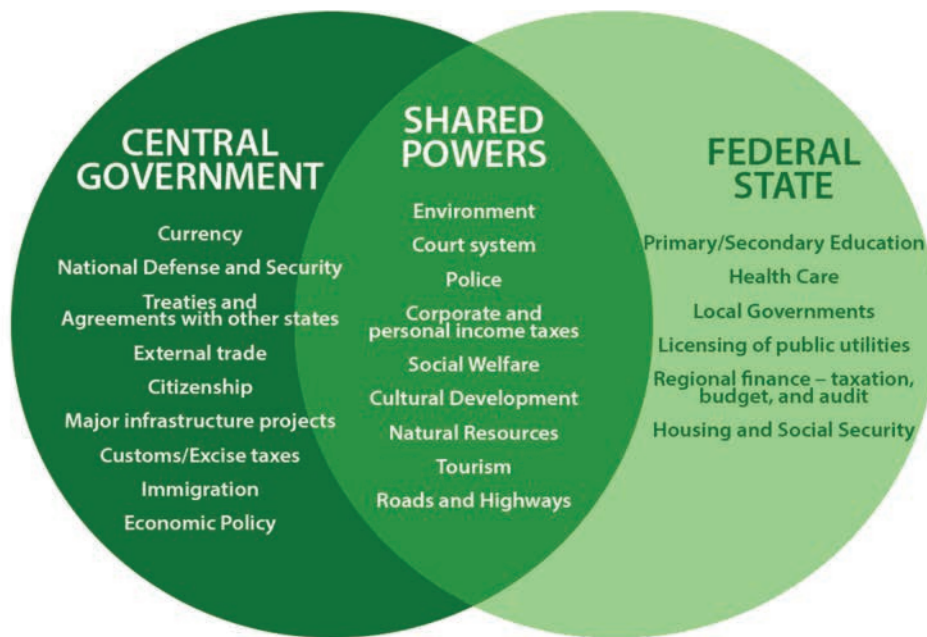 CENTRAL
GOVERNMENT
Currency
National Defense and Security
Treaties and
Agreements with other states
External trade
Citizenship
Major infrastructure projects
Customs/Excise taxes
Immigration
Economic Policy
SHARED
POWERS
Environment
Court system
Police
Corporate and
personal income taxes
Social Welfare
Cultural Development
Natural Resources
Tourism
Roads and Highways
FEDERAL
STATE
Primary/Secondary Education
Health Care
Local Governments
Licensing of public utilities
Regional finance – taxation,
budget, and audit
Housing and Social Security